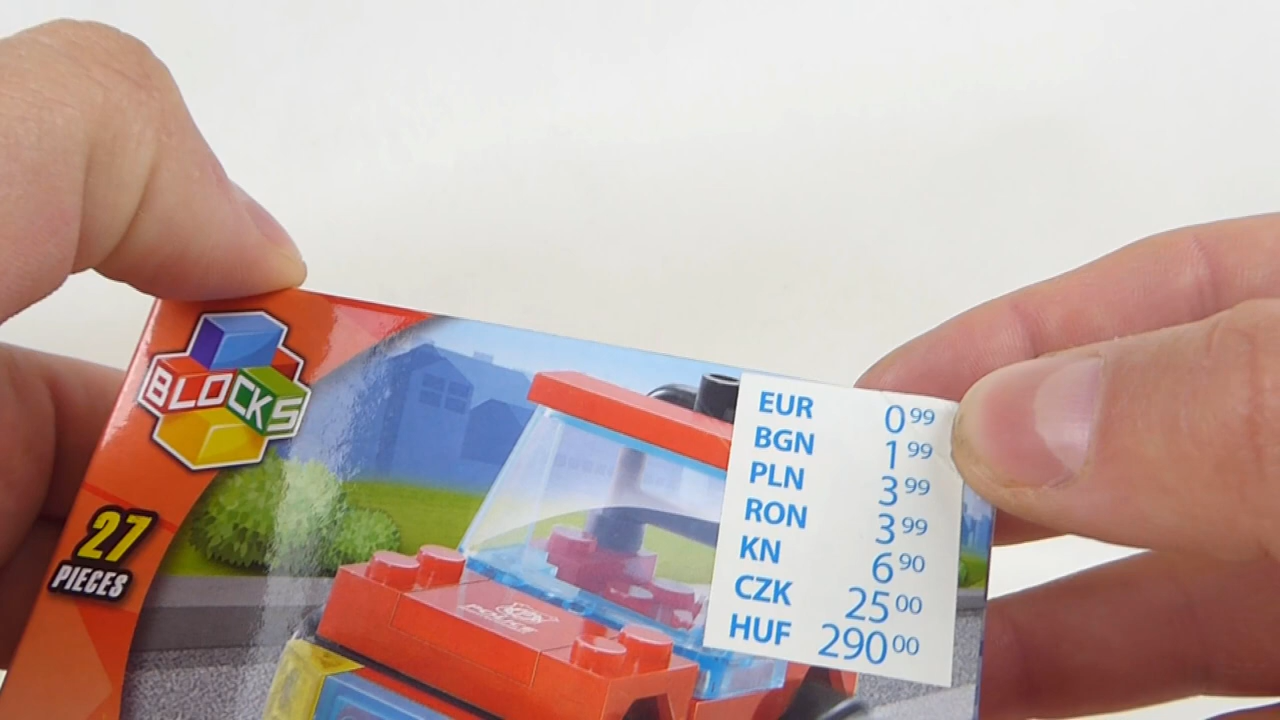 BLOCKS
27
PIECES
POLICE
EUR 0 99
BGN 1 99
PLN 3 99
RON 3 99
KN 6 90
CZK 25 00
HUF 290 00